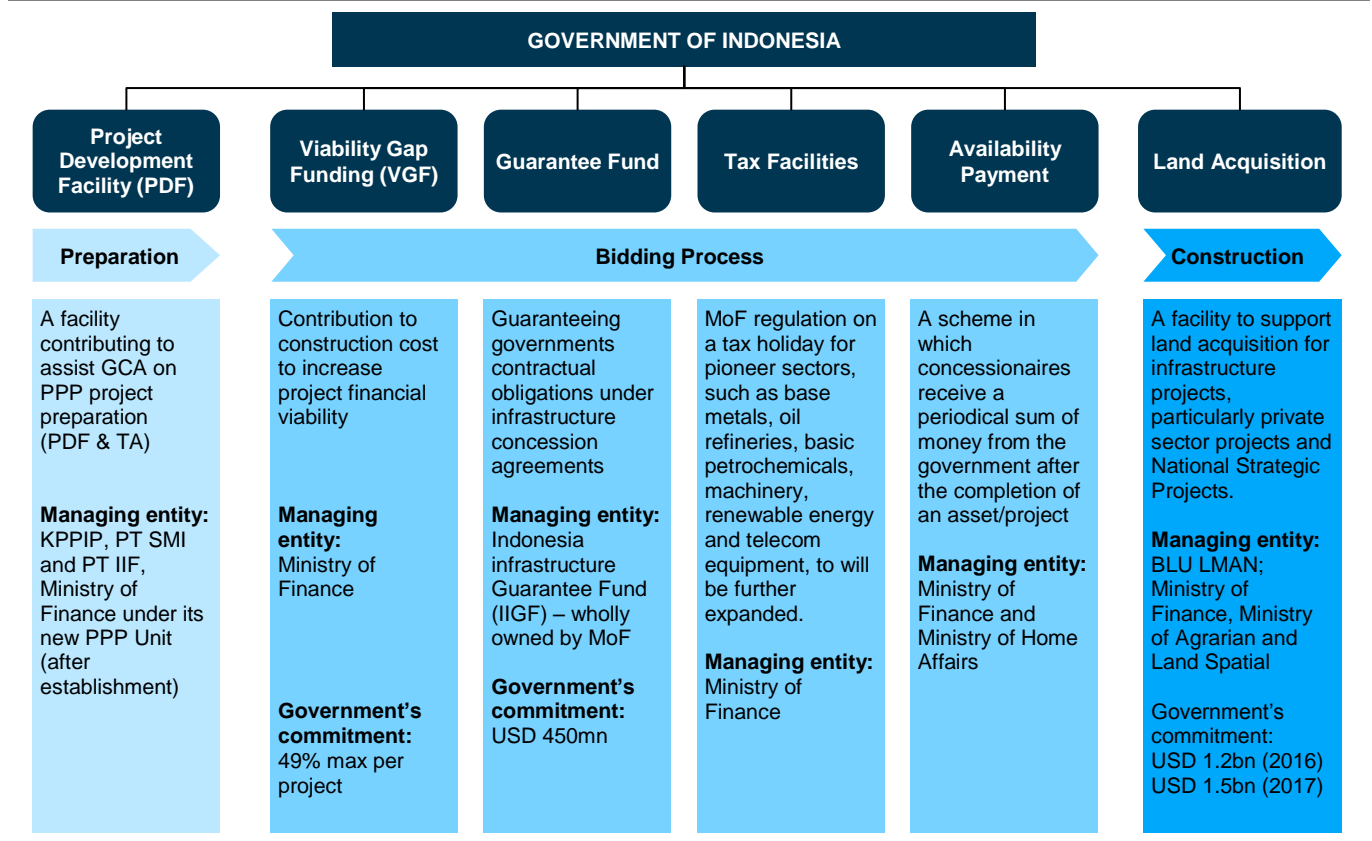 GOVERNMENT OF INDONESIA
Project
Development
Facility (PDF)
Viability Gap
Funding (VGF)
Guarantee Fund
Tax Facilities
Availability
Payment
Land Acquisition
Preparation
Bidding Process
Construction
A facility
contributing to
assist GCA on
PPP project
preparation
(PDF & TA)
Managing entity:
KPPIP, PT SMI
and PT IIF,
Ministry of
Finance under its
new PPP Unit
(after
establishment)
Contribution to
construction cost
to increase
project financial
viability
Managing
entity:
Ministry of
Finance
Government's
commitment:
49% max per
project
Guaranteeing
governments
contractual
obligations under
infrastructure
concession
agreements
Managing entity:
Indonesia
infrastructure
Guarantee Fund
(IIGF) – wholly
owned by MoF
Government's
commitment:
USD 450mn
MoF regulation on
a tax holiday for
pioneer sectors,
such as base
metals, oil
refineries, basic
petrochemicals,
machinery,
renewable energy
and telecom
equipment, to will
be further
expanded.
Managing entity:
Ministry of
Finance
A scheme in
which
concessionaires
receive a
periodical sum of
money from the
government after
the completion of
an asset/project
Managing entity:
Ministry of
Finance and
Ministry of Home
Affairs
A facility to support
land acquisition for
infrastructure
projects,
particularly private
sector projects and
National Strategic
Projects.
Managing entity:
BLU LMAN;
Ministry of
Finance, Ministry
of Agrarian and
Land Spatial
Government's
commitment:
USD 1.2bn (2016)
USD 1.5bn (2017)